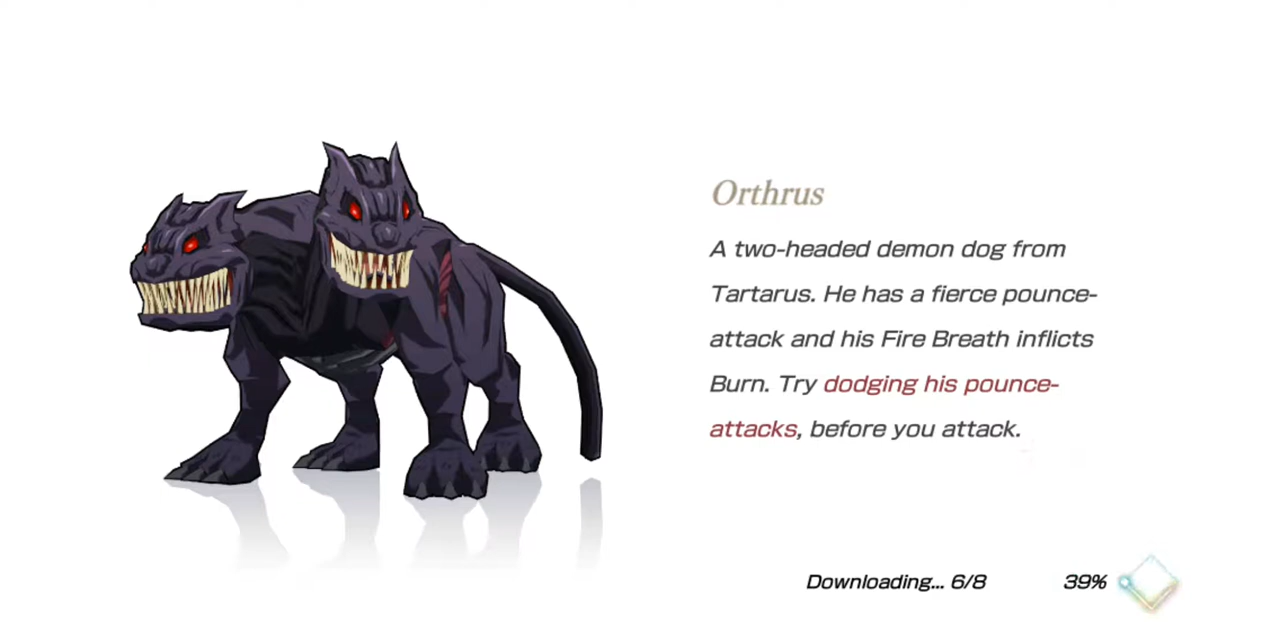 Orthrus
A two-headed demon dog from
Tartarus. He has a fierce pounce-
attack and his Fire Breath inflicts
Burn. Try dodging his pounce-
attacks, before you attack.
Downloading... 6/8 39%